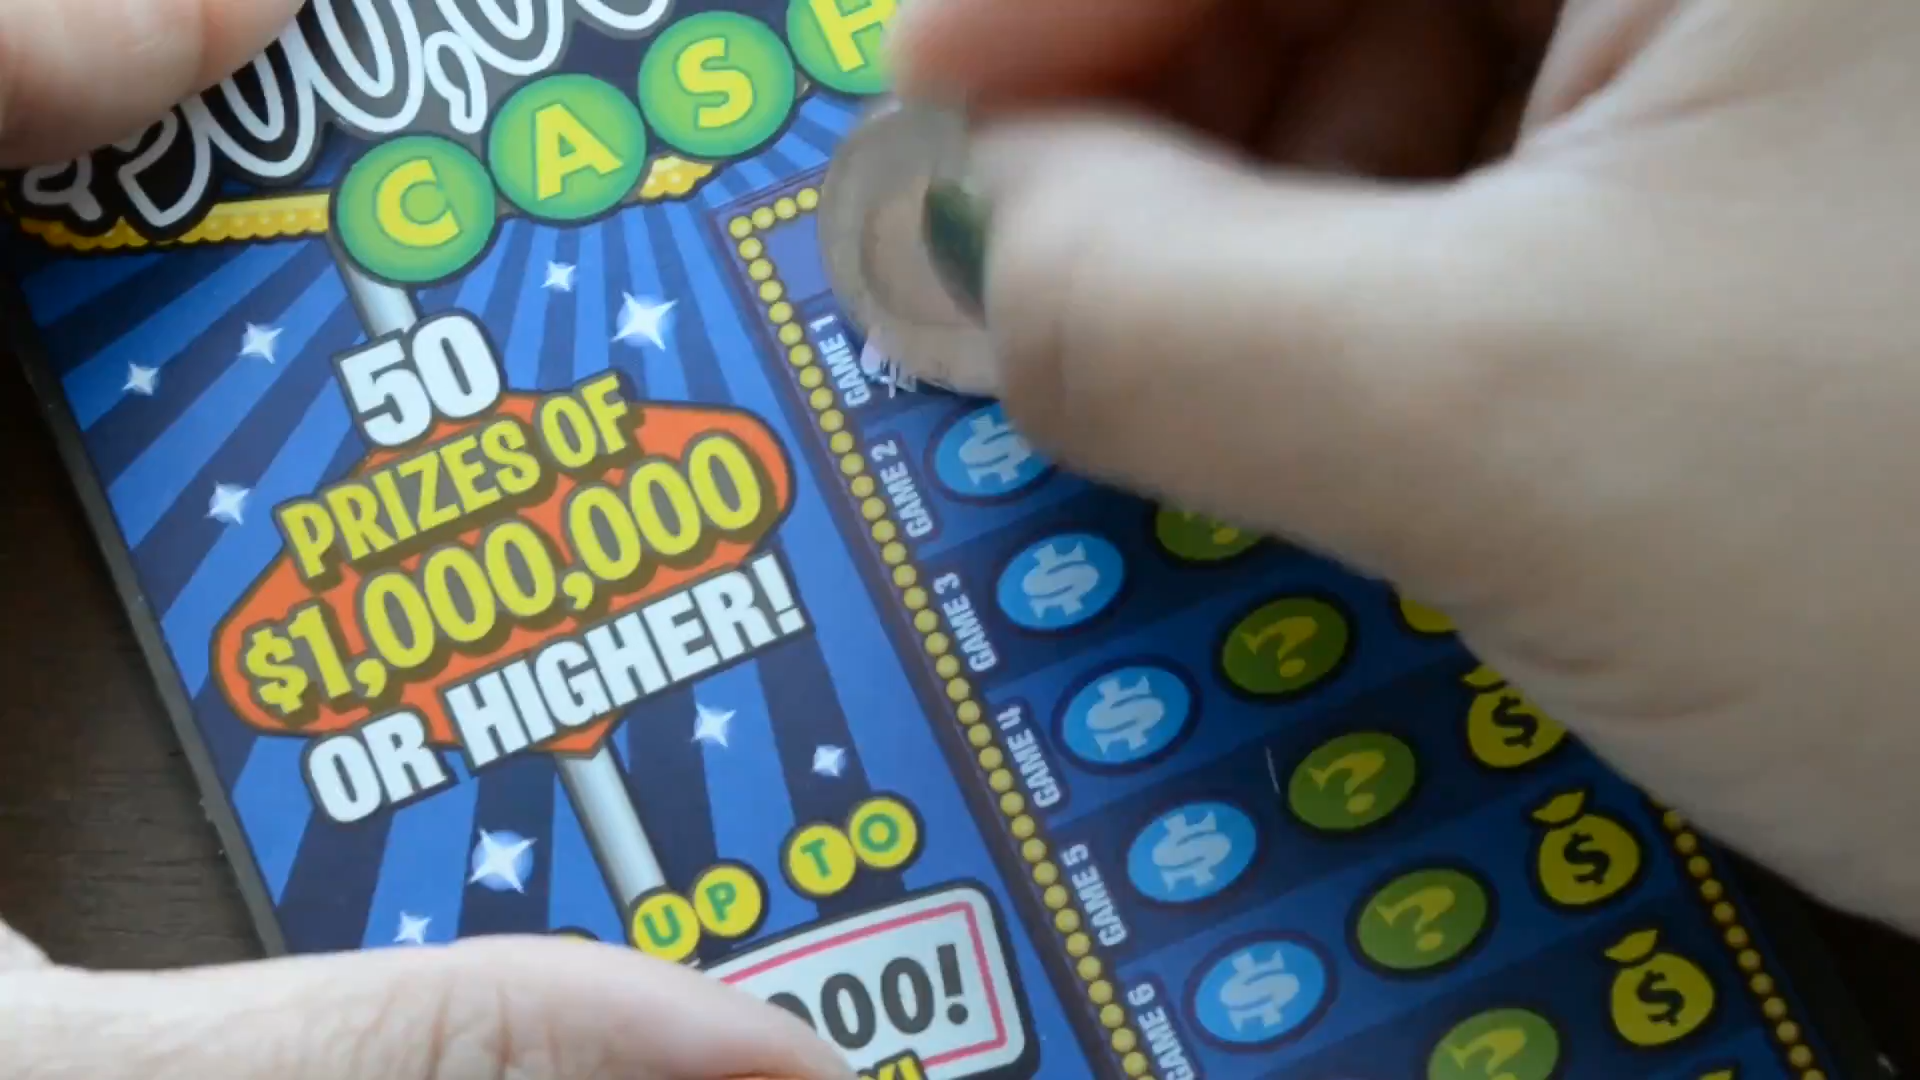 CASH
50
PRIZES OF
$1,000,000
OR HIGHER!
UP TO
000!
GAME 1
GAME 2
GAME 3
GAME 4
GAME 5
GAME 6